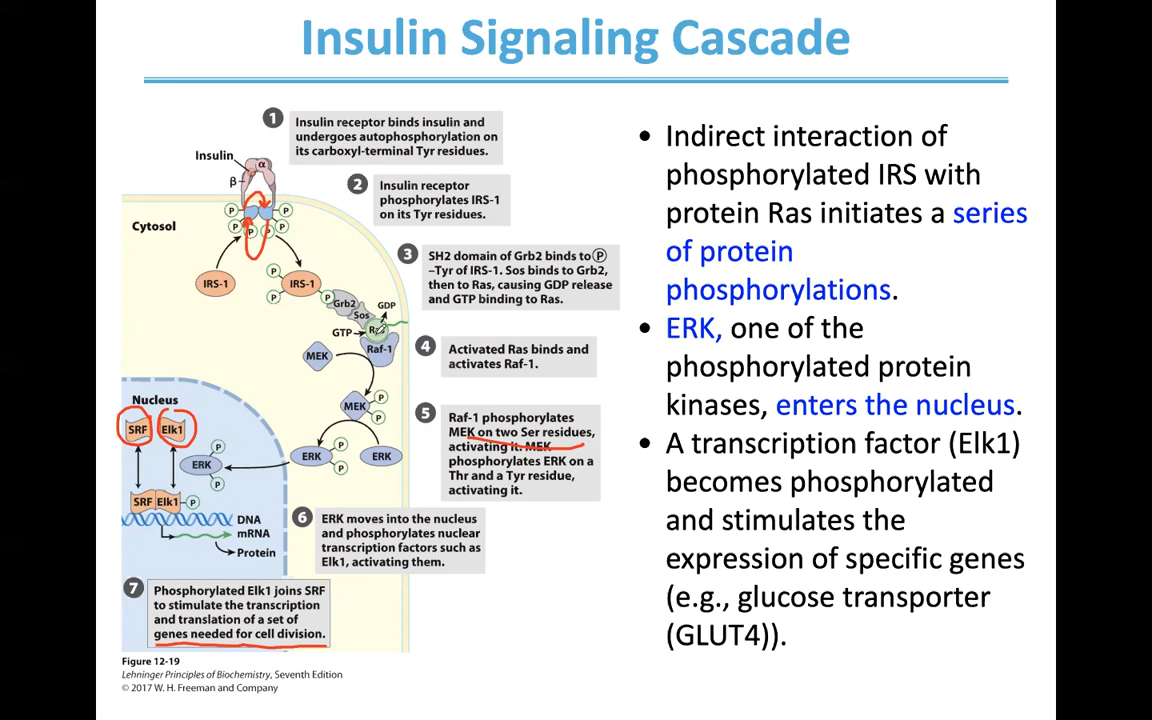 Insulin Signaling Cascade
1
Insulin receptor binds insulin and
undergoes autophosphorylation on
its carboxyl-terminal Tyr residues.
Insulin
α
β
2
Insulin receptor
phosphorylates IRS-1
on its Tyr residues.
P
P
P
P
P
P
Cytosol
3
SH2 domain of Grb2 binds to P
–Tyr of IRS-1. Sos binds to Grb2,
then to Ras, causing GDP release
and GTP binding to Ras.
IRS-1
P
IRS-1
P
P
Grb2
Sos
GDP
GTP
Ras
Raf-1
4
Activated Ras binds and
activates Raf-1.
MEK
MEK
P
P
5
Raf-1 phosphorylates
MEK on two Ser residues,
activating it. MEK
phosphorylates ERK on a
Thr and a Tyr residue,
activating it.
Nucleus
SRF
Elk1
ERK
P
P
ERK
P
P
ERK
SRF
Elk1
P
DNA
mRNA
Protein
6
ERK moves into the nucleus
and phosphorylates nuclear
transcription factors such as
Elk1, activating them.
7
Phosphorylated Elk1 joins SRF
to stimulate the transcription
and translation of a set of
genes needed for cell division.
Figure 12-19
Lehninger Principles of Biochemistry, Seventh Edition
© 2017 W. H. Freeman and Company
• Indirect interaction of
phosphorylated IRS with
protein Ras initiates a series
of protein
phosphorylations.
• ERK, one of the
phosphorylated protein
kinases, enters the nucleus.
• A transcription factor (Elk1)
becomes phosphorylated
and stimulates the
expression of specific genes
(e.g., glucose transporter
(GLUT4)).